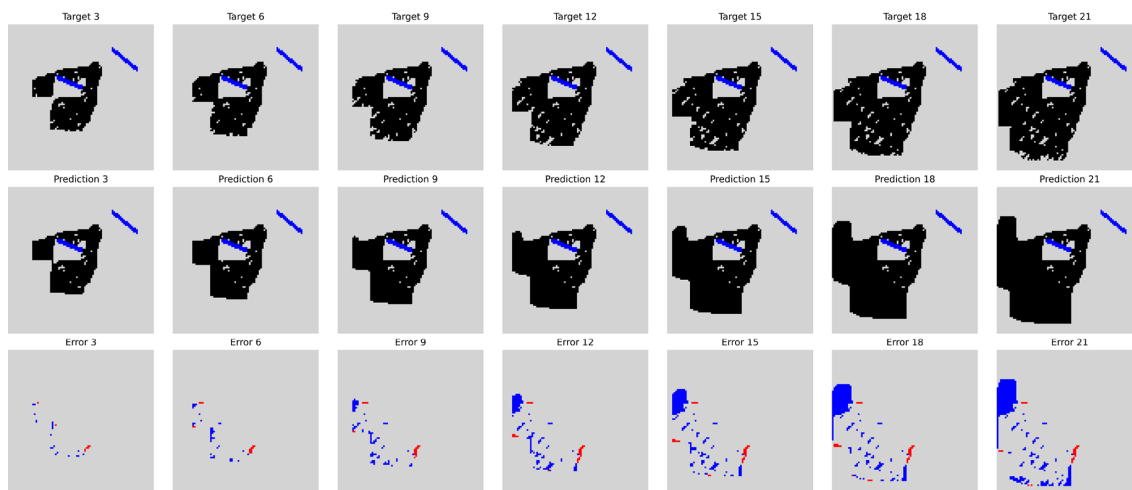 Target 3 Target 6 Target 9 Target 12 Target 15 Target 18 Target 21
Prediction 3 Prediction 6 Prediction 9 Prediction 12 Prediction 15 Prediction 18 Prediction 21
Error 3 Error 6 Error 9 Error 12 Error 15 Error 18 Error 21